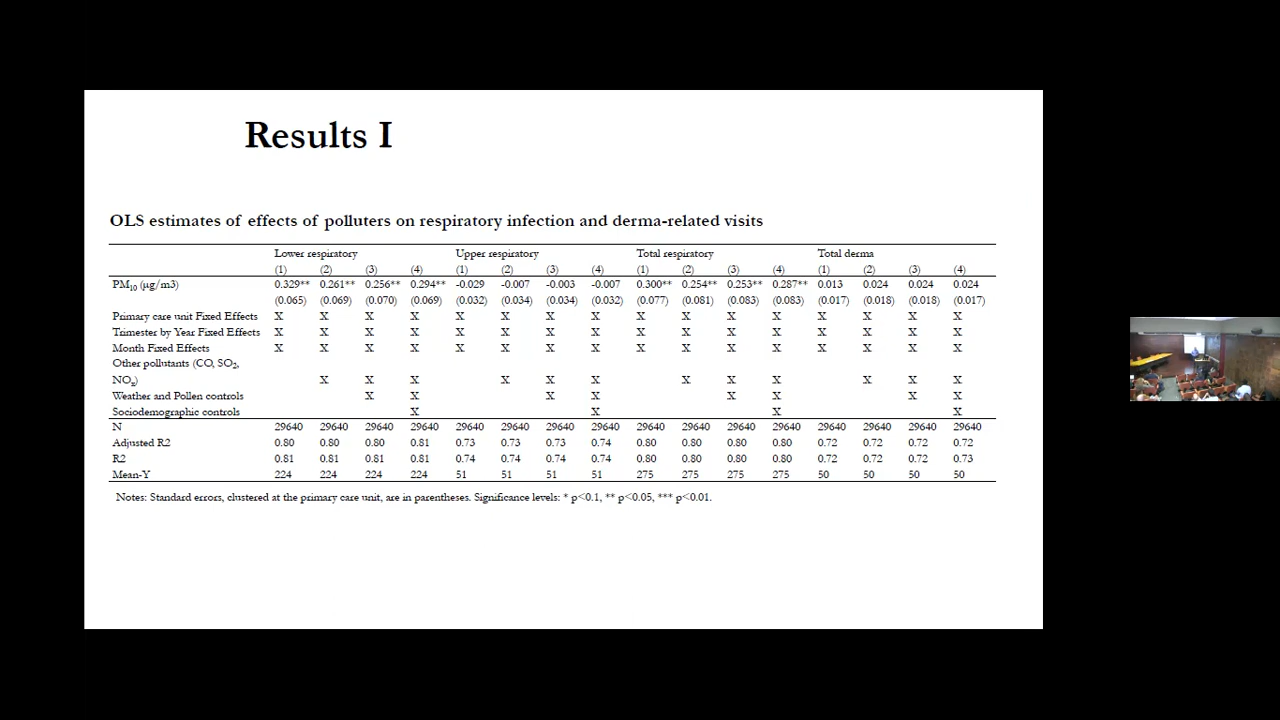 Results I
OLS estimates of effects of polluters on respiratory infection and derma-related visits
Lower respiratory Upper respiratory Total respiratory Total derma
(1) (2) (3) (4) (1) (2) (3) (4) (1) (2) (3) (4) (1) (2) (3) (4)
PM10 (µg/m3) 0.329** 0.261** 0.256** 0.294** -0.029 -0.007 -0.003 -0.007 0.300** 0.254** 0.253** 0.287** 0.013 0.024 0.024 0.024
(0.065) (0.069) (0.070) (0.069) (0.032) (0.034) (0.034) (0.032) (0.077) (0.081) (0.083) (0.083) (0.017) (0.018) (0.018) (0.017)
Primary care unit Fixed Effects X X X X X X X X X X X X X X X X
Trimester by Year Fixed Effects X X X X X X X X X X X X X X X X
Month Fixed Effects X X X X X X X X X X X X X X X X
Other pollutants (CO, SO2,
NOx) X X X X X X X X X X X X
Weather and Pollen controls X X X X X X X X
Sociodemographic controls X X X X
N 29640 29640 29640 29640 29640 29640 29640 29640 29640 29640 29640 29640 29640 29640 29640 29640
Adjusted R2 0.80 0.80 0.80 0.81 0.73 0.73 0.73 0.74 0.80 0.80 0.80 0.80 0.72 0.72 0.72 0.72
R2 0.81 0.81 0.81 0.81 0.74 0.74 0.74 0.74 0.80 0.80 0.80 0.80 0.72 0.72 0.72 0.73
Mean-Y 224 224 224 224 51 51 51 51 275 275 275 275 50 50 50 50
Notes: Standard errors, clustered at the primary care unit, are in parentheses. Significance levels: * p<0.1, ** p<0.05, *** p<0.01.